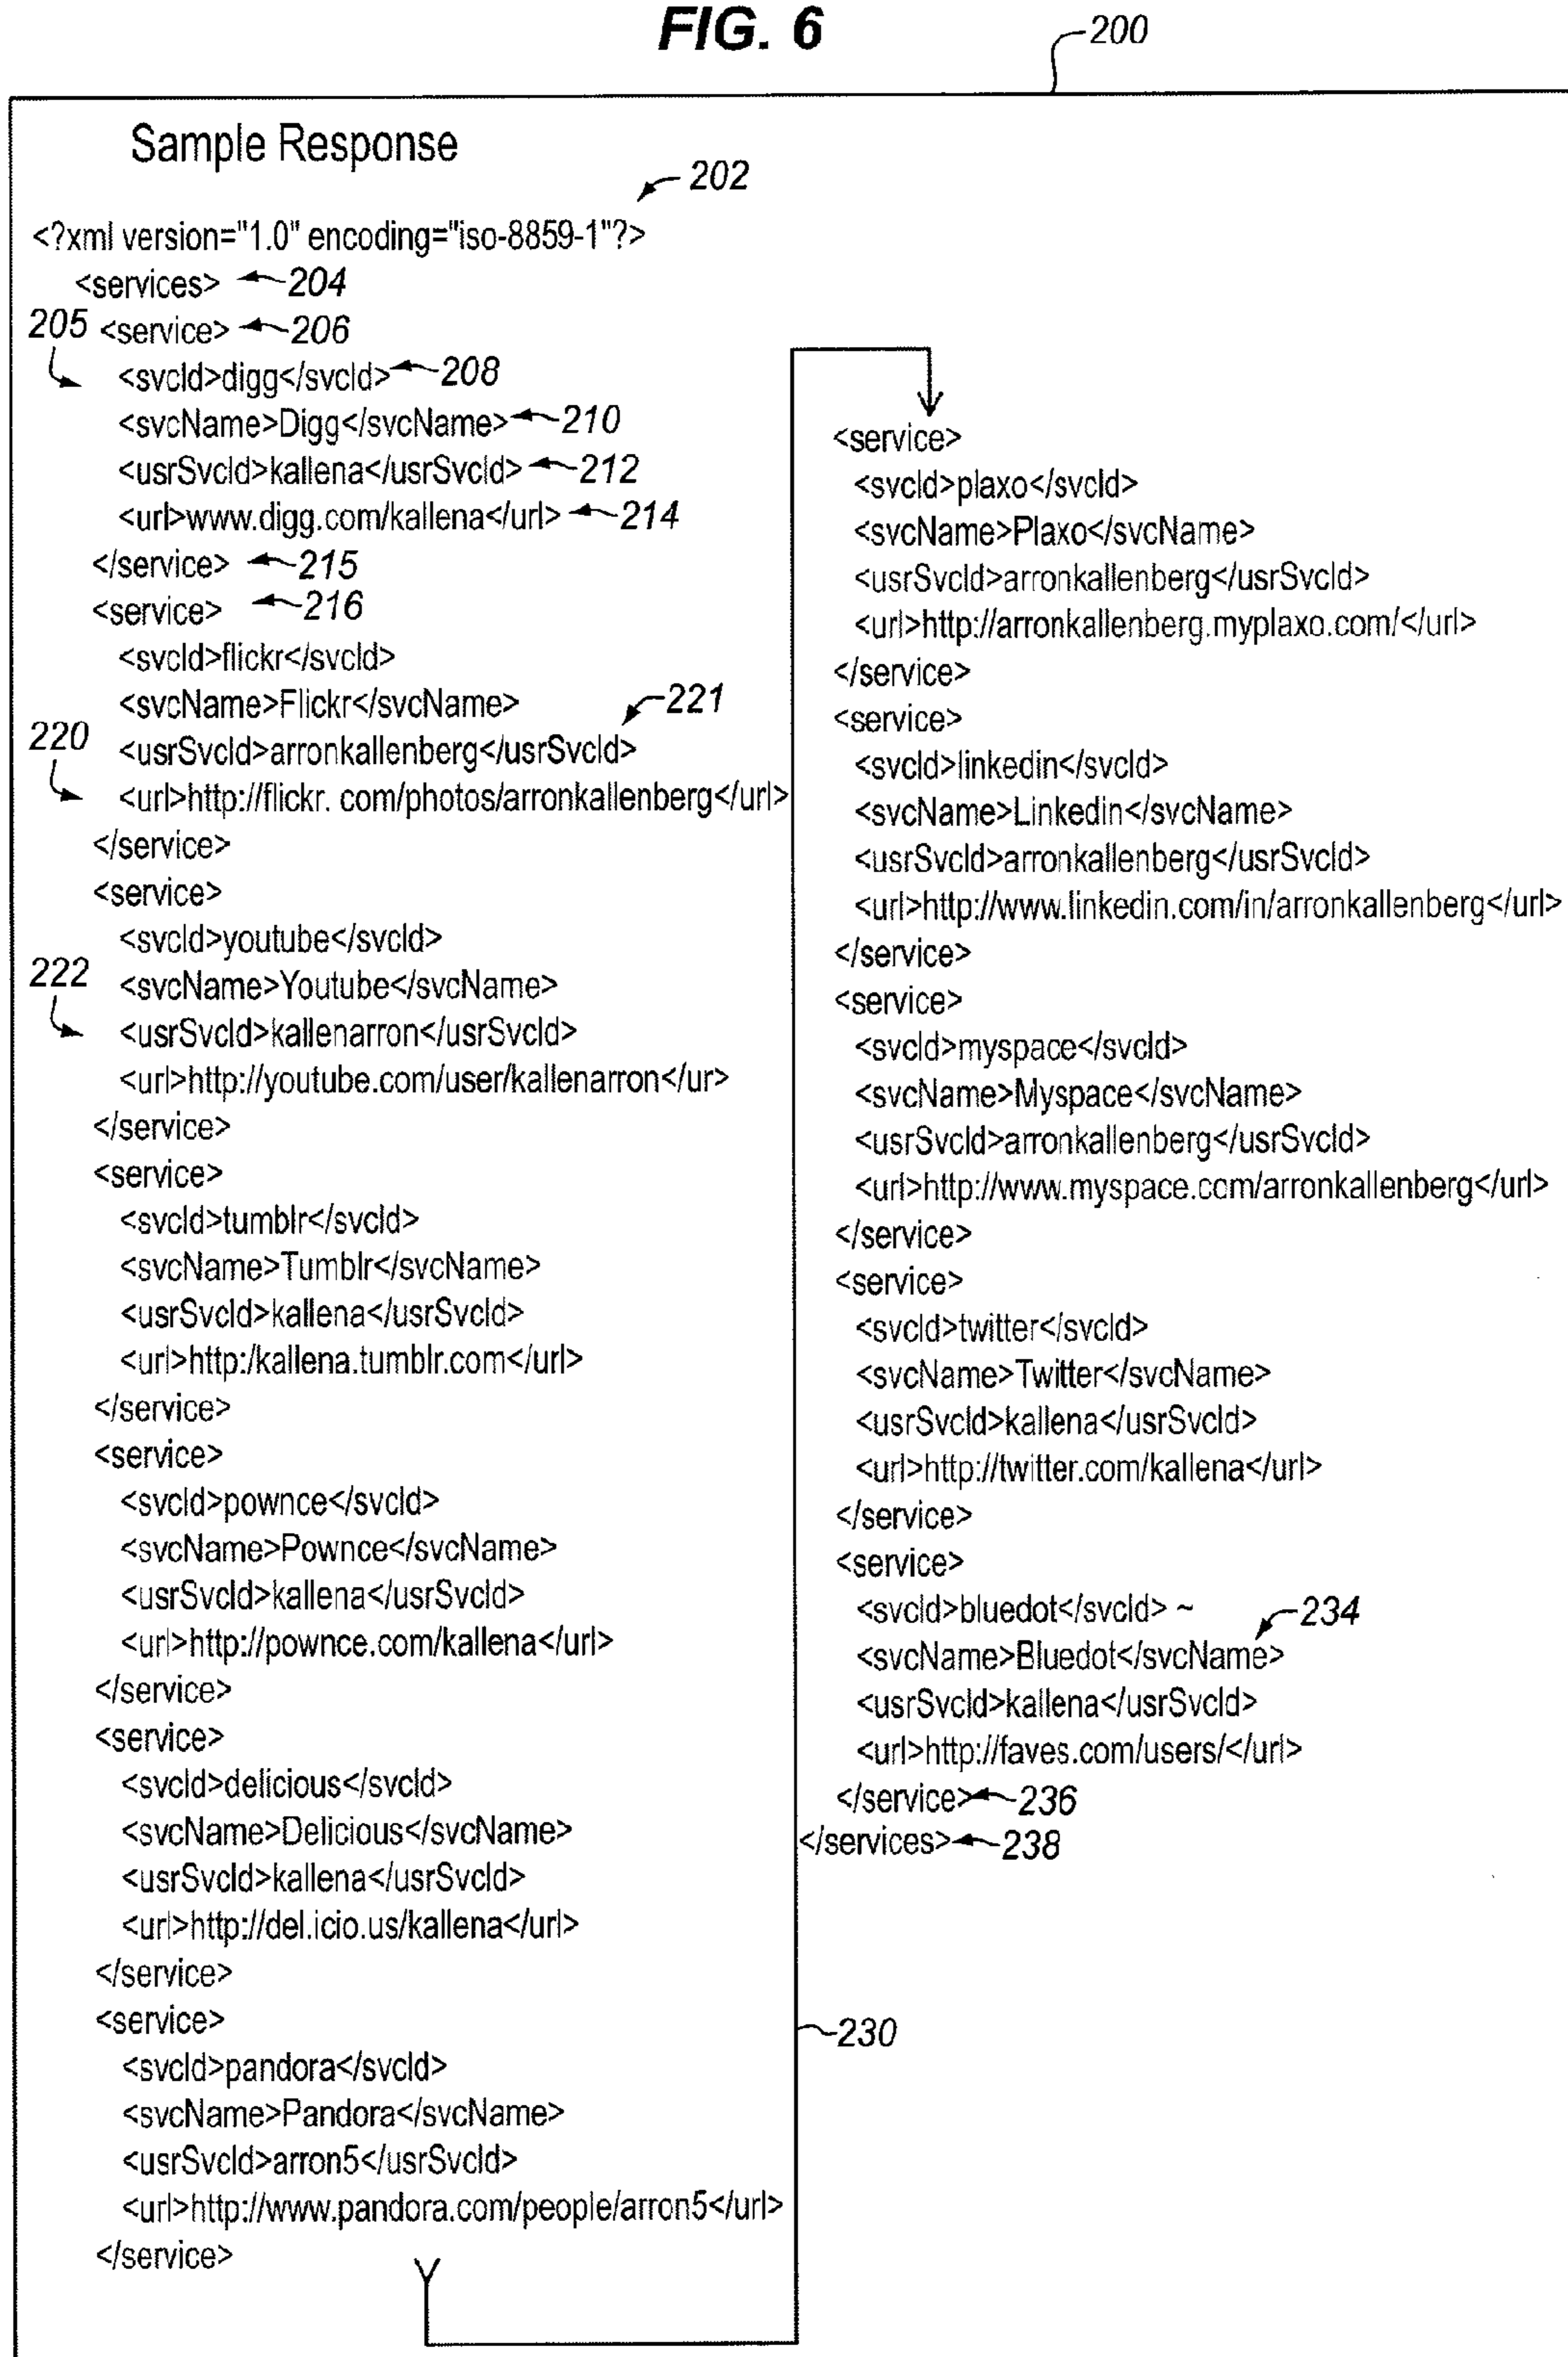 FIG. 6
200
Sample Response
202
<?xml version="1.0" encoding="iso-8859-1"?>
<services> 204
205 <service> 206
<svcId>digg</svcId> 208
<svcName>Digg</svcName> 210
<usrSvcId>kallena</usrSvcId> 212
<url>www.digg.com/kallena</url> 214
</service> 215
<service> 216
<svcId>flickr</svcId>
<svcName>Flickr</svcName> 221
220 <usrSvcId>arronkallenberg</usrSvcId>
<url>http://flickr. com/photos/arronkallenberg</url>
</service>
<service>
<svcId>youtube</svcId>
222 <svcName>Youtube</svcName>
<usrSvcId>kallenarron</usrSvcId>
<url>http://youtube.com/user/kallenarron</ur>
</service>
<service>
<svcId>tumblr</svcId>
<svcName>Tumblr</svcName>
<usrSvcId>kallena</usrSvcId>
<url>http:/kallena.tumblr.com</url>
</service>
<service>
<svcId>pownce</svcId>
<svcName>Pownce</svcName>
<usrSvcId>kallena</usrSvcId>
<url>http://pownce.com/kallena</url>
</service>
<service>
<svcId>delicious</svcId>
<svcName>Delicious</svcName>
<usrSvcId>kallena</usrSvcId>
<url>http://del.icio.us/kallena</url>
</service>
<service>
<svcId>pandora</svcId>
<svcName>Pandora</svcName>
<usrSvcId>arron5</usrSvcId>
<url>http://www.pandora.com/people/arron5</url>
</service>
230
<service>
<svcId>plaxo</svcId>
<svcName>Plaxo</svcName>
<usrSvcId>arronkallenberg</usrSvcId>
<url>http://arronkallenberg.myplaxo.com/</url>
</service>
<service>
<svcId>linkedin</svcId>
<svcName>Linkedin</svcName>
<usrSvcId>arronkallenberg</usrSvcId>
<url>http://www.linkedin.com/in/arronkallenberg</url>
</service>
<service>
<svcId>myspace</svcId>
<svcName>Myspace</svcName>
<usrSvcId>arronkallenberg</usrSvcId>
<url>http://www.myspace.com/arronkallenberg</url>
</service>
<service>
<svcId>twitter</svcId>
<svcName>Twitter</svcName>
<usrSvcId>kallena</usrSvcId>
<url>http://twitter.com/kallena</url>
</service>
<service>
<svcId>bluedot</svcId> ~ 234
<svcName>Bluedot</svcName>
<usrSvcId>kallena</usrSvcId>
<url>http://faves.com/users/</url>
</service> 236
</services> 238